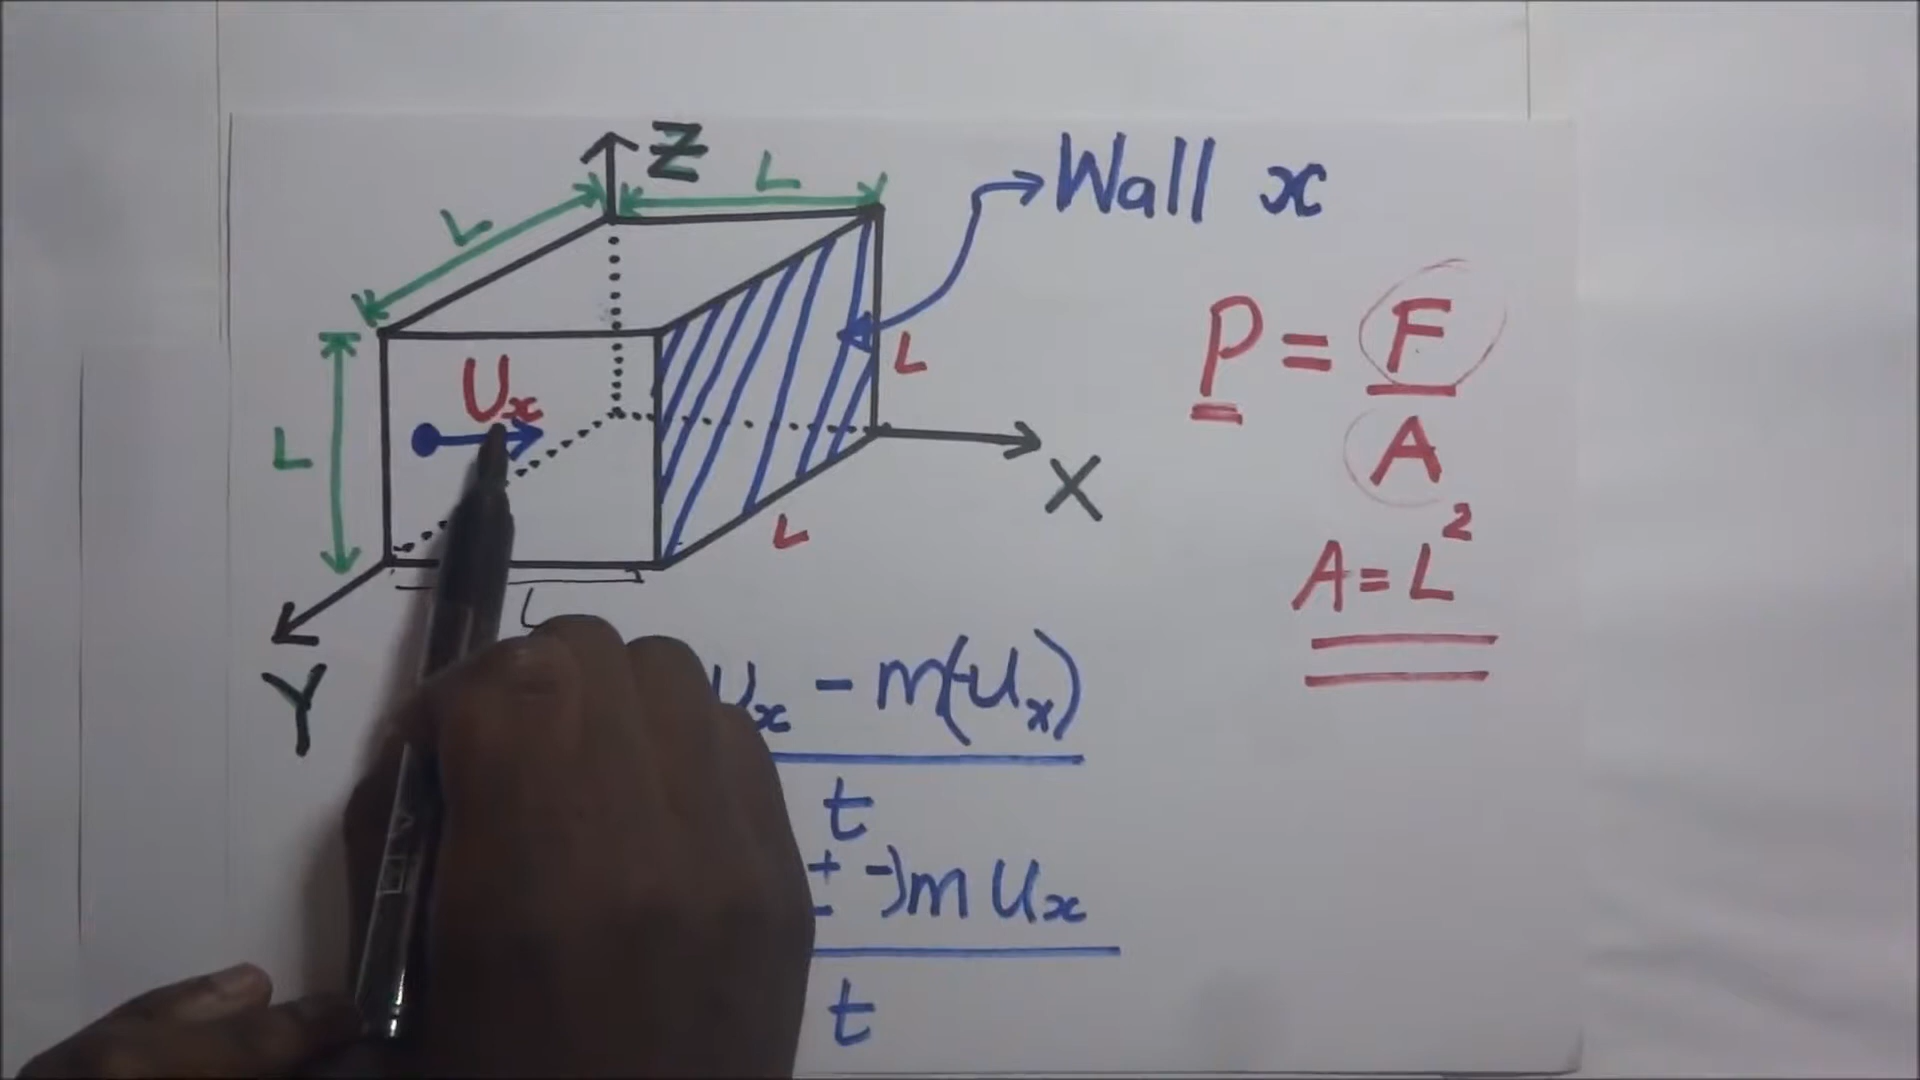 Z
L
L
Wall x
L
Ux
L
L
X
Y
P = F
A
A = L²
L
Ux - m(-Ux)
t
-)m Ux
t